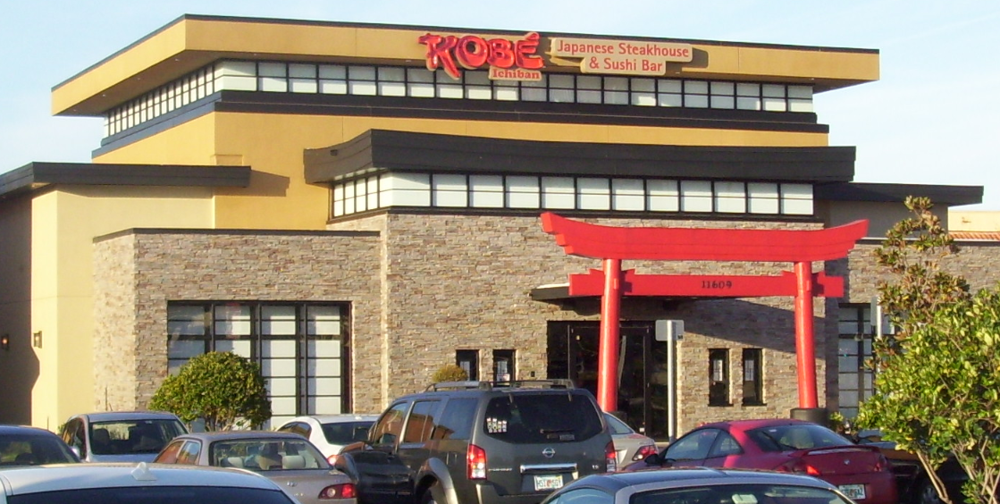 KOBÉ
Ichiban
Japanese Steakhouse
& Sushi Bar
11609